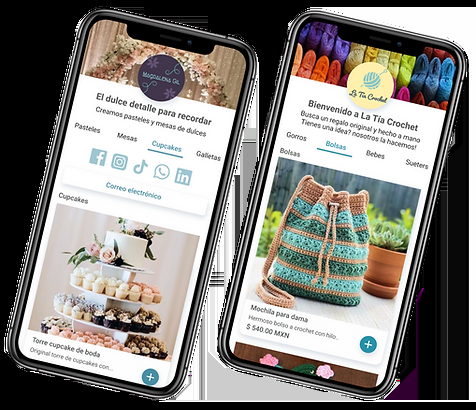 Magdalena Gil
El dulce detalle para recordar
Creamos pasteles y mesas de dulces
Pasteles Mesas Cupcakes Galletas
Correo electrónico
Cupcakes
Torre cupcake de boda
Original torre de cupcakes con...
La Tía Crochet
Bienvenido a La Tía Crochet
Busca un regalo original y hecho a mano
Tienes una idea? nosotros la hacemos!
Gorros Bolsas Bebes Sueters
Bolsas
Mochila para dama
Hermoso bolso a crochet con hilo..
$ 540.00 MXN